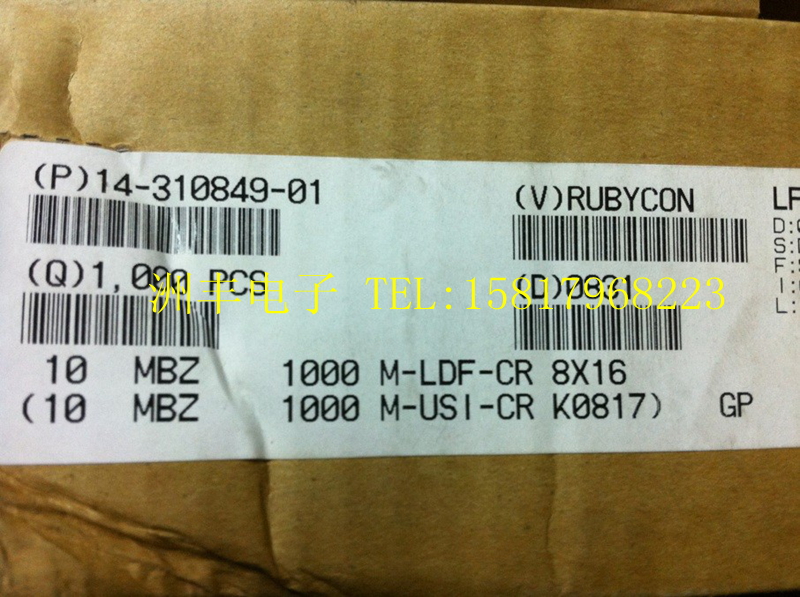 (P)14-310849-01
(V)RUBYCON
(Q)1,000 PCS
洲丰电子 TEL:15817968223
10 MBZ 1000 M-LDF-CR 8X16
(10 MBZ 1000 M-USI-CR K0817) GP
D:
S:
F:
I:
L: